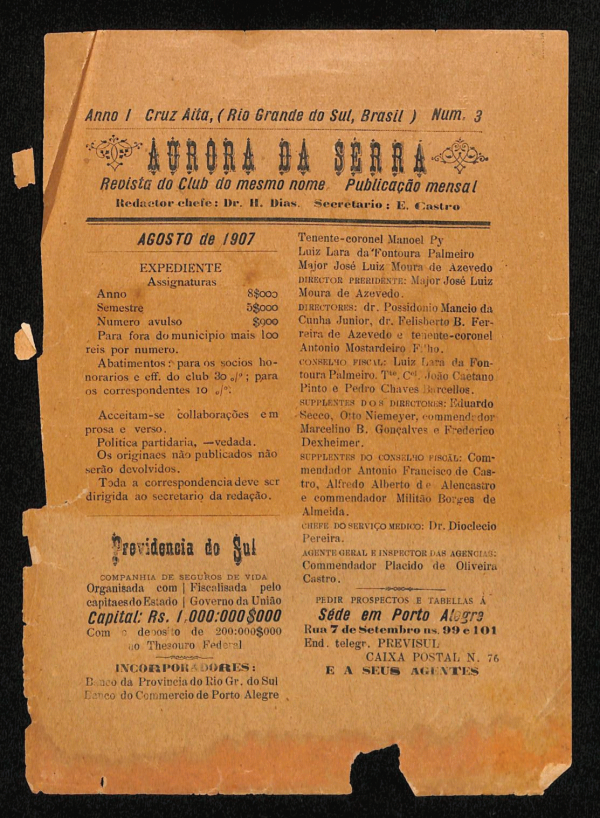 Anno I Cruz Alta, ( Rio Grande do Sul, Brasil ) Num. 3
AURORA DA SERRA
Revista do Club do mesmo nome Publicação mensal
Redactor chefe: Dr. H. Dias. Secretario: E. Castro
AGOSTO de 1907
EXPEDIENTE
Assignaturas
Anno 8$000
Semestre 5$000
Numero avulso $900
Para fora do municipio mais 100
reis por numero.
Abatimentos: para os socios ho-
norarios e eff. do club 30 o/o; para
os correspondentes 10 o/o.
Acceitam-se collaborações em
prosa e verso.
Politica partidaria, —vedada.
Os originaes não publicados não
serão devolvidos.
Toda a correspondencia deve ser
dirigida ao secretario da redação.
Previdencia do Sul
COMPANHIA DE SEGUROS DE VIDA
Organisada com | Fiscalisada pelo
capitaes do Estado | Governo da União
Capital: Rs. 1.000:000$000
Com o deposito de 200:000$000
no Thesouro Federal
INCORPORADORES:
Banco da Provincia do Rio Gr. do Sul
Banco do Commercio de Porto Alegre
Tenente-coronel Manoel Py
Luiz Lara da Fontoura Palmeiro
Major José Luiz Moura de Azevedo
DIRECTOR PRERIDENTE: Major José Luiz
Moura de Azevedo.
DIRECTORES: dr. Possidonio Mancio da
Cunha Junior, dr. Felisberto B. Fer-
reira de Azevedo e tenente-coronel
Antonio Mostardeiro Filho.
CONSELHO FISCAL: Luiz Lara da Fon-
toura Palmeiro. Tte. Cel. João Caetano
Pinto e Pedro Chaves Barcellos.
SUPPLENTES DOS DIRECTORES: Eduardo
Secco, Otto Niemeyer, commendador
Marcelino B. Gonçalves e Frederico
Dexheimer.
SUPPLENTES DO CONSELHO FISCAL: Com-
mendador Antonio Francisco de Cas-
tro, Alfredo Alberto de Alencastro
e commendador Militão Borges de
Almeida.
CHEFE DO SERVIÇO MEDICO: Dr. Dioclecio
Pereira.
AGENTE GERAL E INSPECTOR DAS AGENCIAS:
Commendador Placido de Oliveira
Castro.
PEDIR PROSPECTOS E TABELLAS Á
Séde em Porto Alegre
Rua 7 de Setembro ns. 99 e 101
End. telegr. PREVISUL
CAIXA POSTAL N. 76
E A SEUS AGENTES